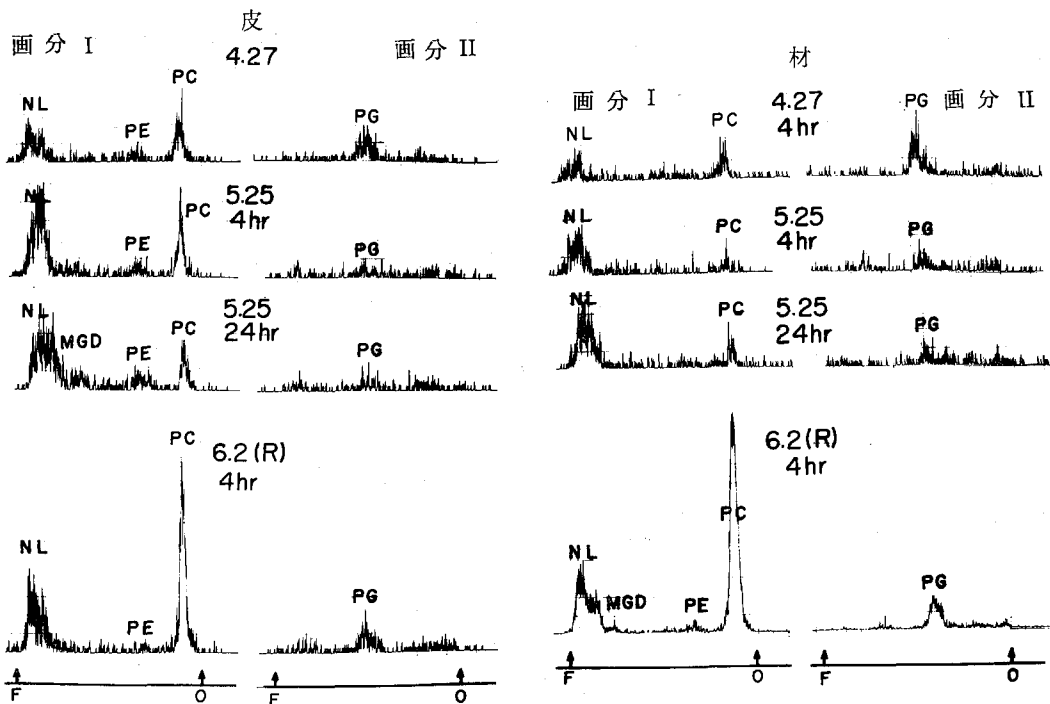 皮
画分 I
4.27
画分 II
NL
PE
PC
PG
NL
PE
5.25
4hr
PC
PG
NL
MGD
PE
PC
5.25
24hr
PG
NL
PE
PC
6.2 (R)
4hr
PG
F
O
F
O
材
画分 I
4.27
4hr
画分 II
NL
PC
PG
NL
PC
5.25
4hr
PG
NL
PC
5.25
24hr
PG
NL
MGD
PE
PC
6.2(R)
4hr
PG
F
O
F
O